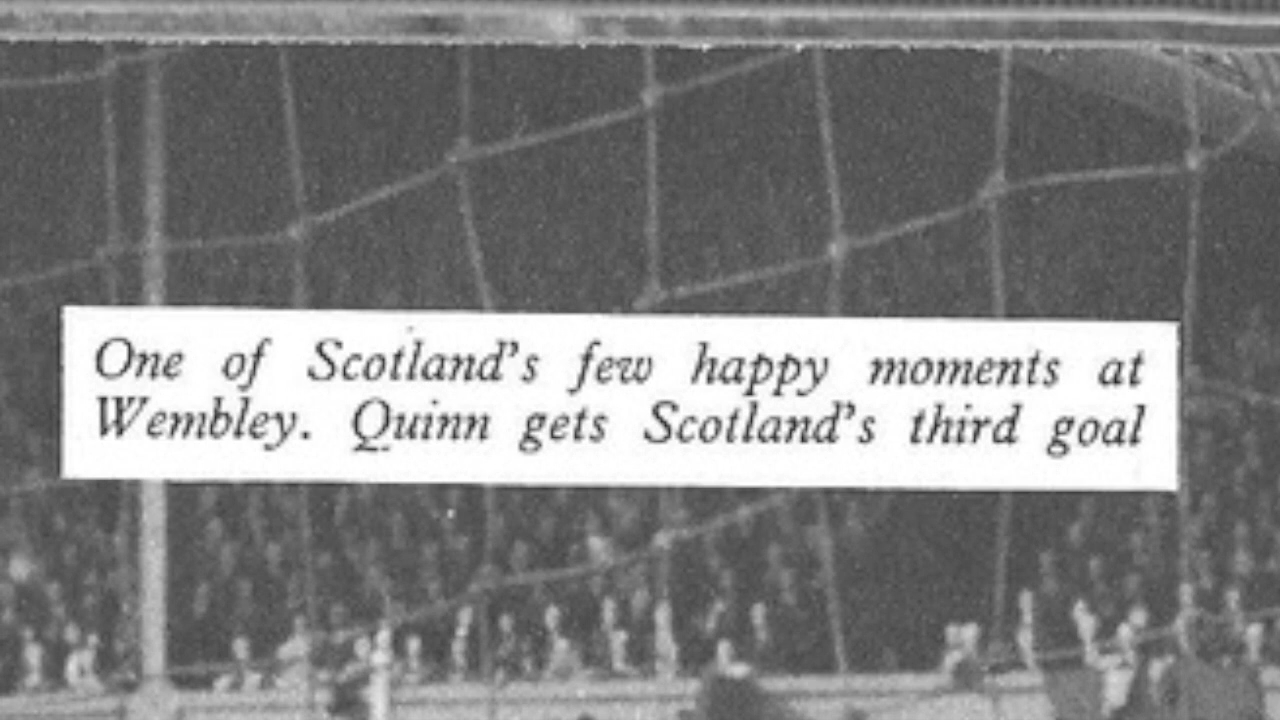 One of Scotland's few happy moments at
Wembley. Quinn gets Scotland's third goal